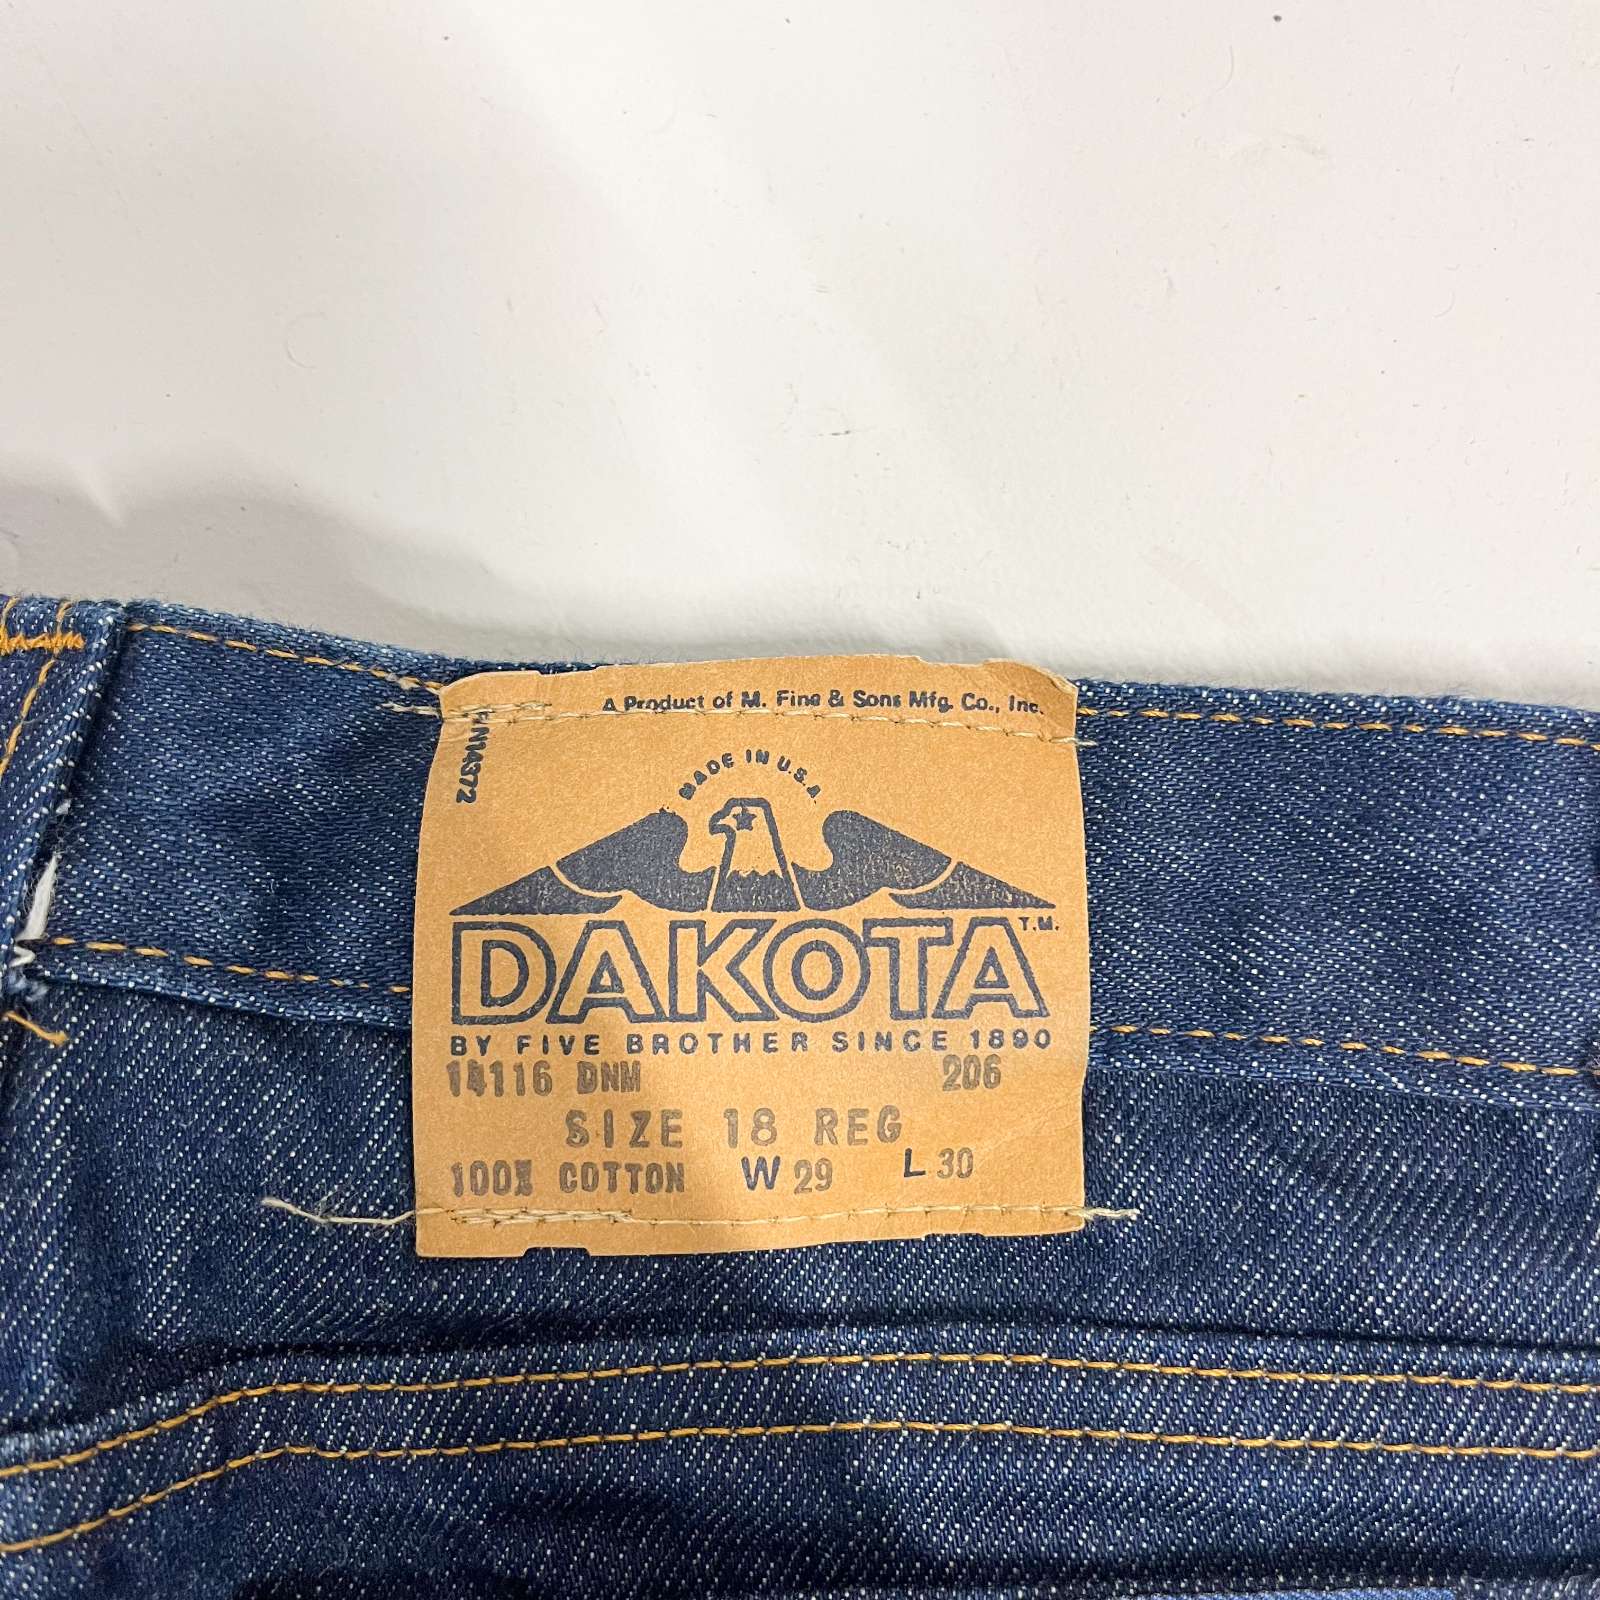 A Product of M. Fine & Sons Mfg. Co., Inc.
N14372
MADE IN U.S.A.
DAKOTA T.M.
BY FIVE BROTHER SINCE 1890
14116 DNM 206
SIZE 18 REG
100% COTTON W 29 L 30